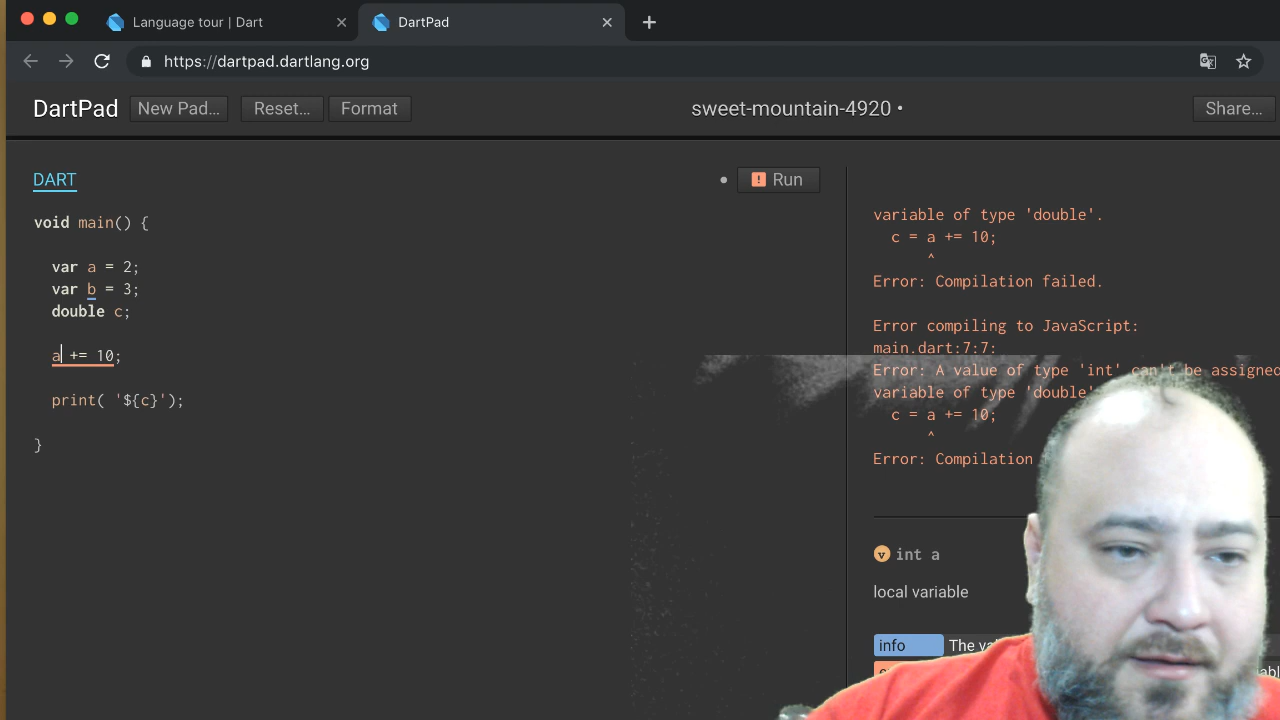 Language tour | Dart
DartPad
https://dartpad.dartlang.org
DartPad
New Pad...
Reset...
Format
sweet-mountain-4920 •
Share...
DART
Run
void main() {
var a = 2;
var b = 3;
double c;
a += 10;
print( '${c}');
}
variable of type 'double'.
c = a += 10;
^
Error: Compilation failed.
Error compiling to JavaScript:
main.dart:7:7:
Error: A value of type 'int' can't be assigned
variable of type 'double'
c = a += 10;
^
Error: Compilation
v int a
local variable
info The